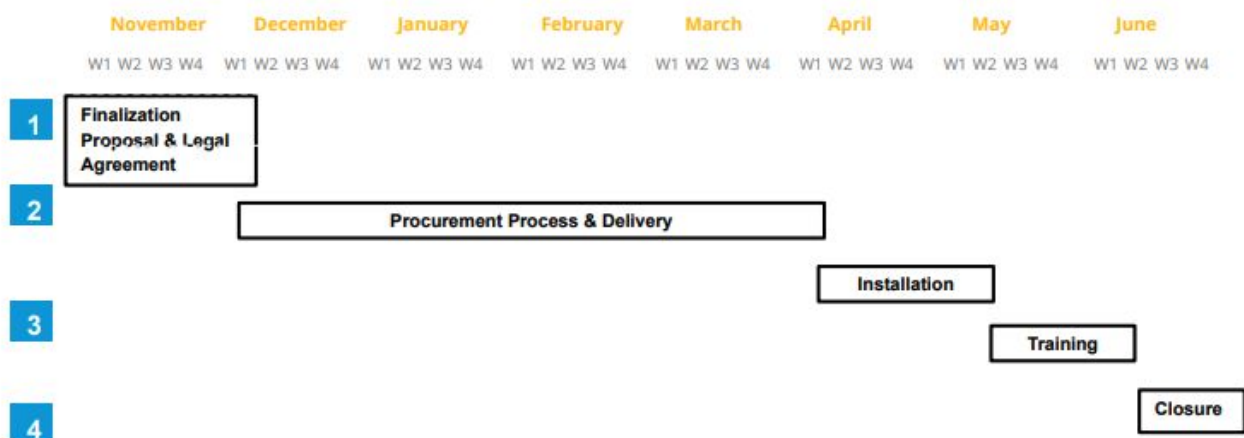 November December January February March April May June
W1 W2 W3 W4 W1 W2 W3 W4 W1 W2 W3 W4 W1 W2 W3 W4 W1 W2 W3 W4 W1 W2 W3 W4 W1 W2 W3 W4 W1 W2 W3 W4
1
Finalization
Proposal & Legal
Agreement
2
Procurement Process & Delivery
Installation
3
Training
Closure
4